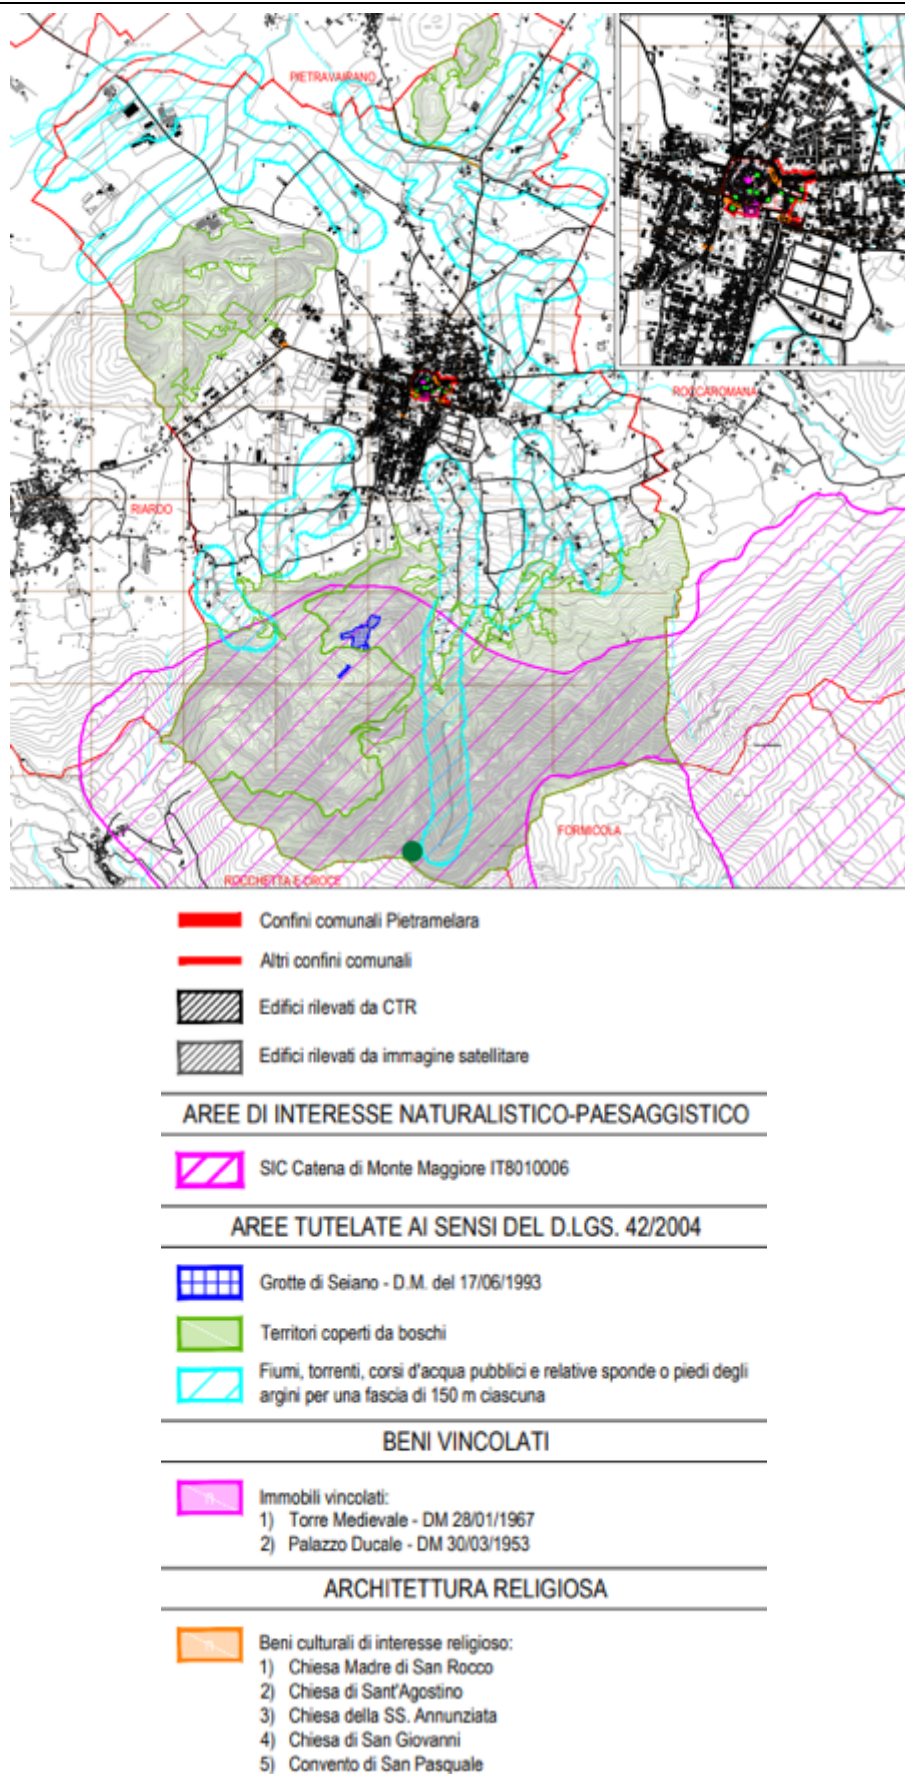 PIETRAVAIRANO
ROCCAROMANA
RIARDO
FORMICOLA
ROCCHETTA E CROCE
Confini comunali Pietramelara
Altri confini comunali
Edifici rilevati da CTR
Edifici rilevati da immagine satellitare
AREE DI INTERESSE NATURALISTICO-PAESAGGISTICO
SIC Catena di Monte Maggiore IT8010006
AREE TUTELATE AI SENSI DEL D.LGS. 42/2004
Grotte di Seiano - D.M. del 17/06/1993
Territori coperti da boschi
Fiumi, torrenti, corsi d'acqua pubblici e relative sponde o piedi degli
argini per una fascia di 150 m ciascuna
BENI VINCOLATI
n
Immobili vincolati:
1) Torre Medievale - DM 28/01/1967
2) Palazzo Ducale - DM 30/03/1953
ARCHITETTURA RELIGIOSA
n
Beni culturali di interesse religioso:
1) Chiesa Madre di San Rocco
2) Chiesa di Sant'Agostino
3) Chiesa della SS. Annunziata
4) Chiesa di San Giovanni
5) Convento di San Pasquale